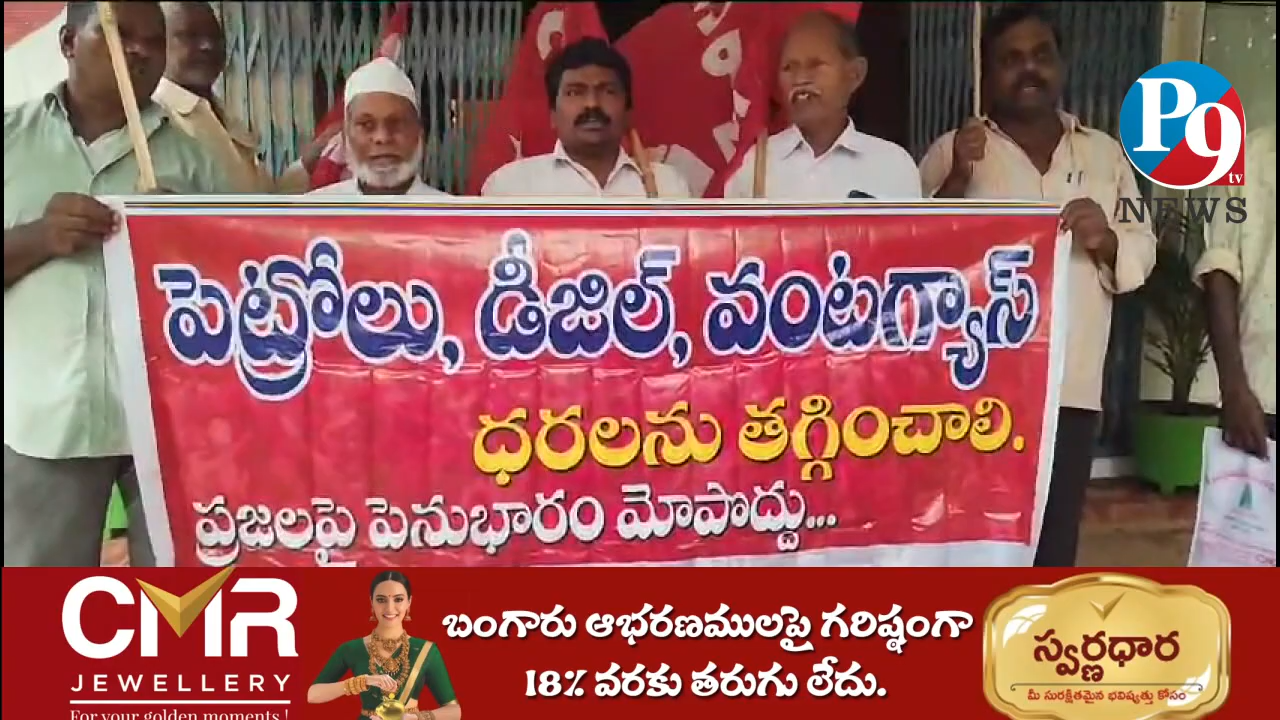 P9
tv
NEWS
పెట్రోలు, డీజిల్, వంటగ్యాస్
ధరలను తగ్గించాలి.
ప్రజలపై పెనుభారం మోపొద్దు...
CMR
JEWELLERY
For your golden moments !
బంగారు ఆభరణములపై గరిష్ఠంగా
18% వరకు తరుగు లేదు.
స్వర్ణధార
మీ సురక్షితమైన భవిష్యత్తు కోసం